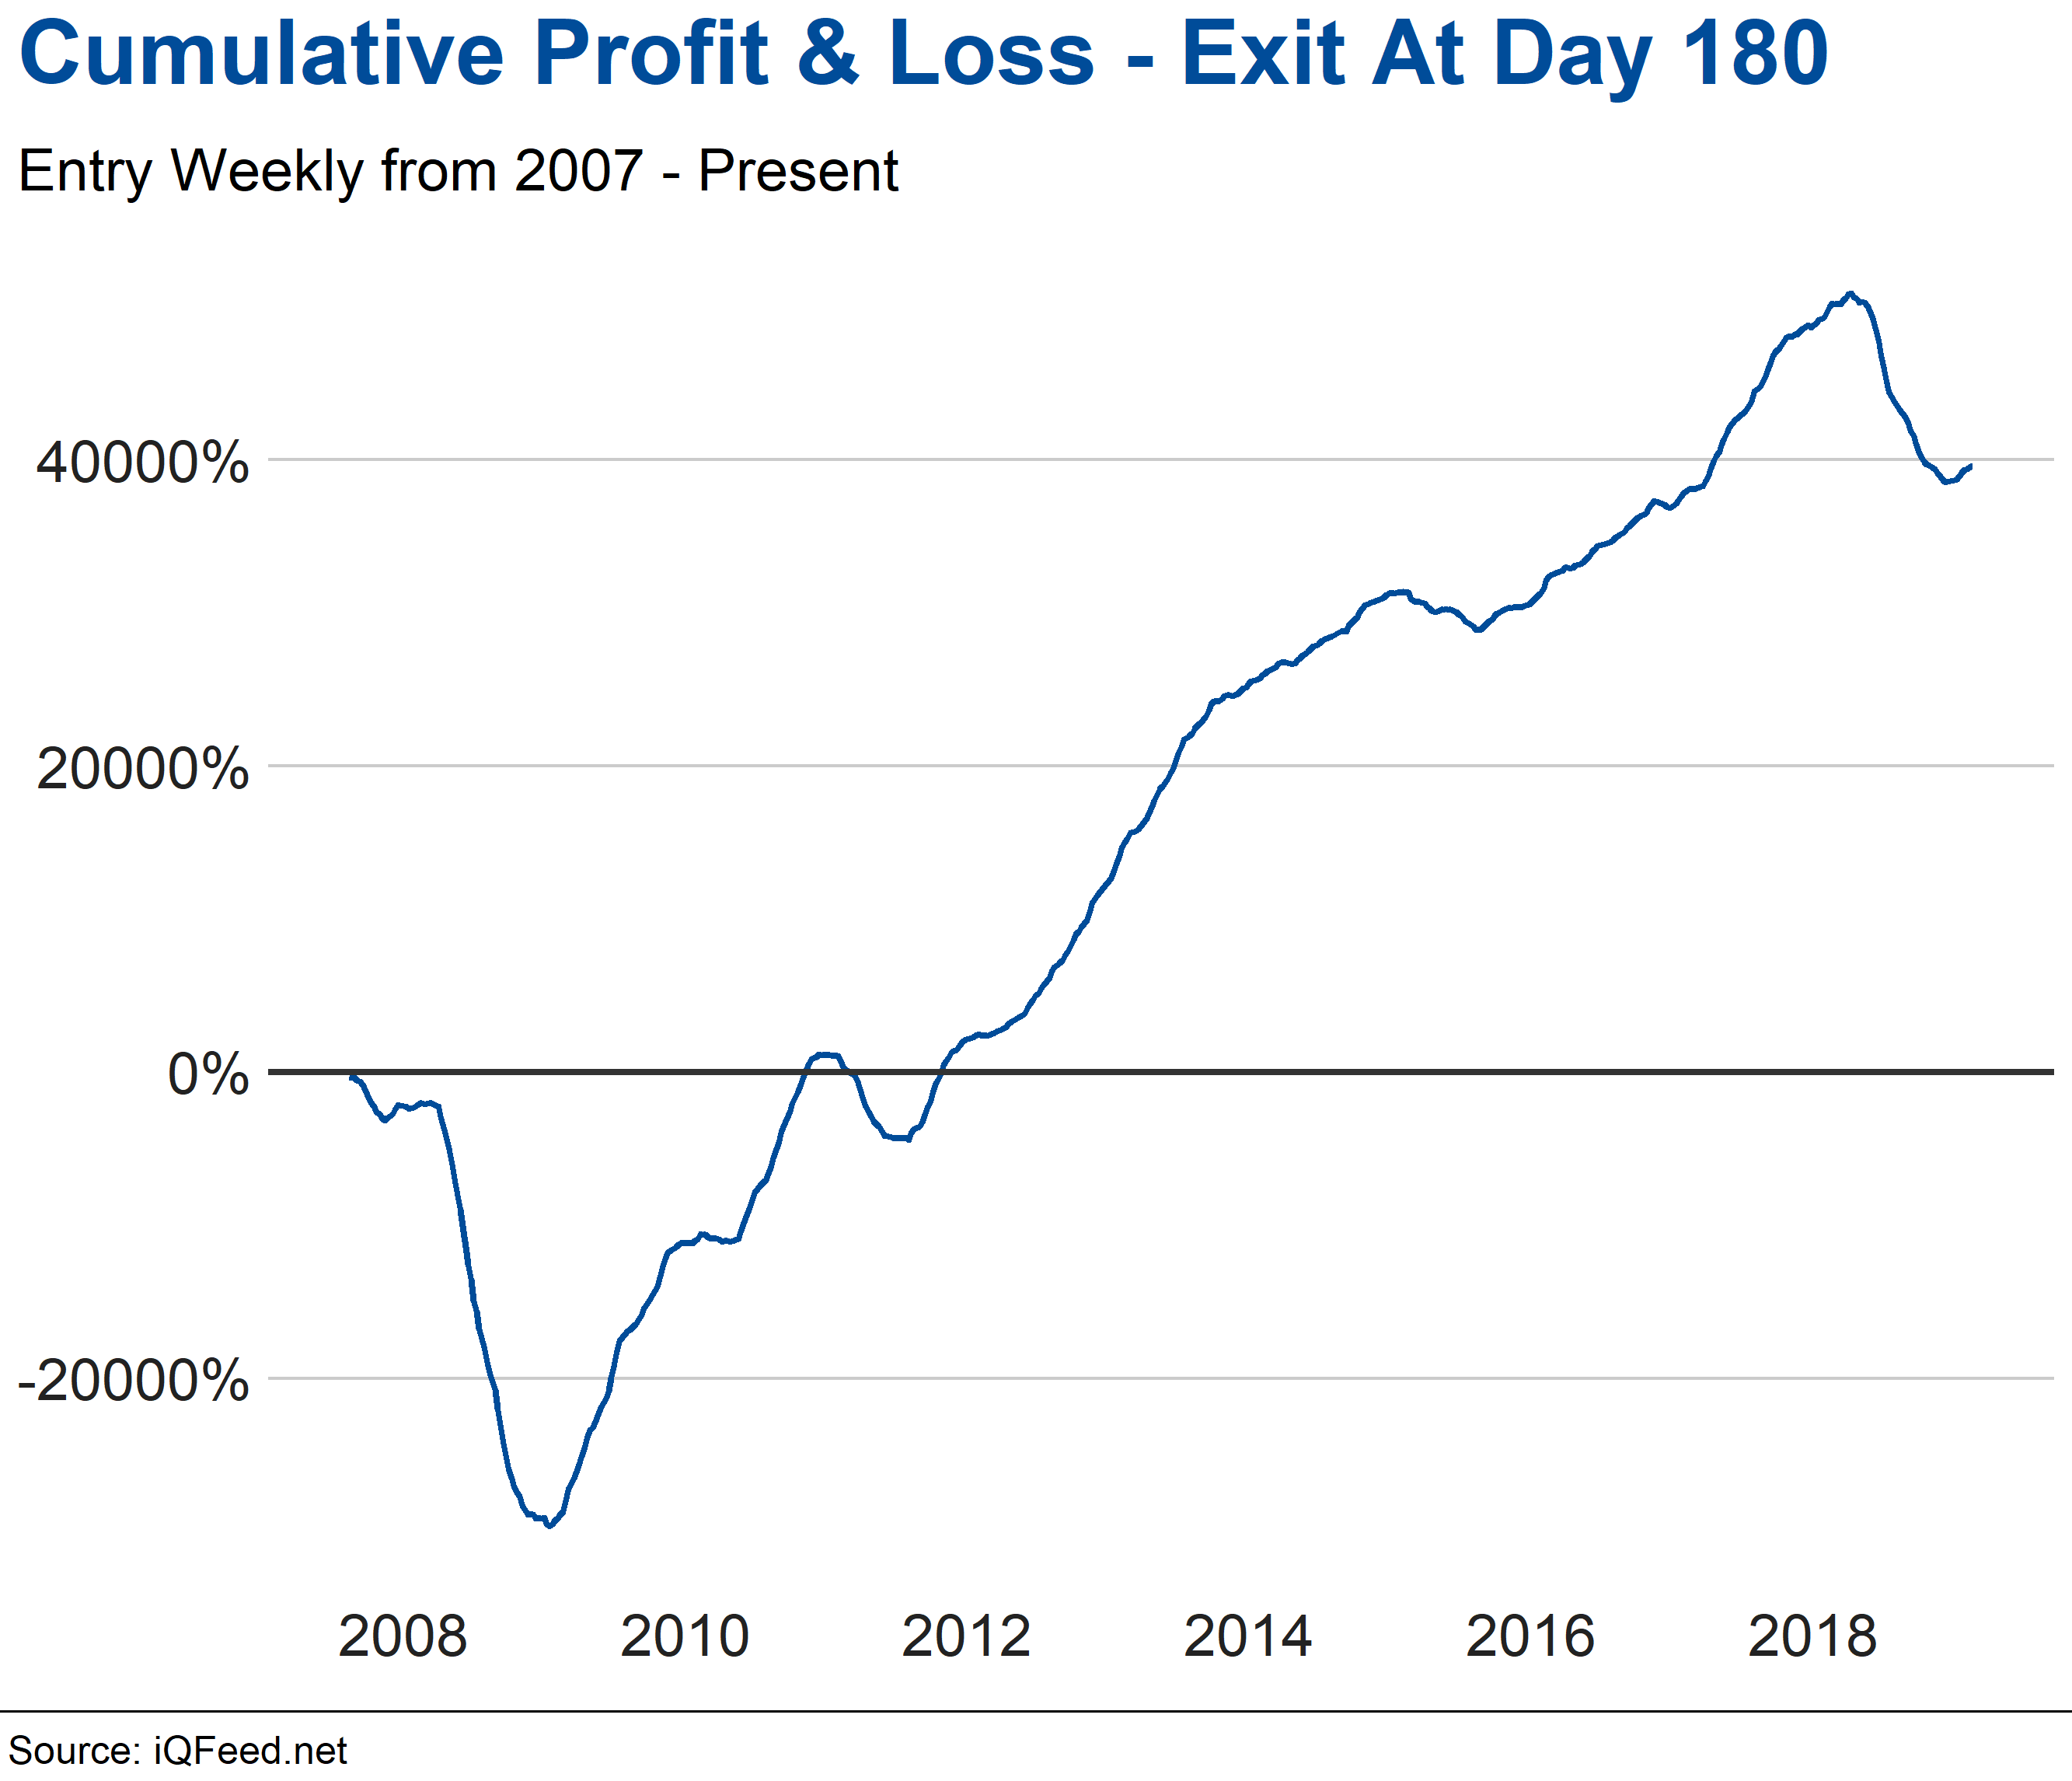 Cumulative Profit & Loss - Exit At Day 180
Entry Weekly from 2007 - Present
40000%
20000%
0%
-20000%
2008 2010 2012 2014 2016 2018
Source: iQFeed.net